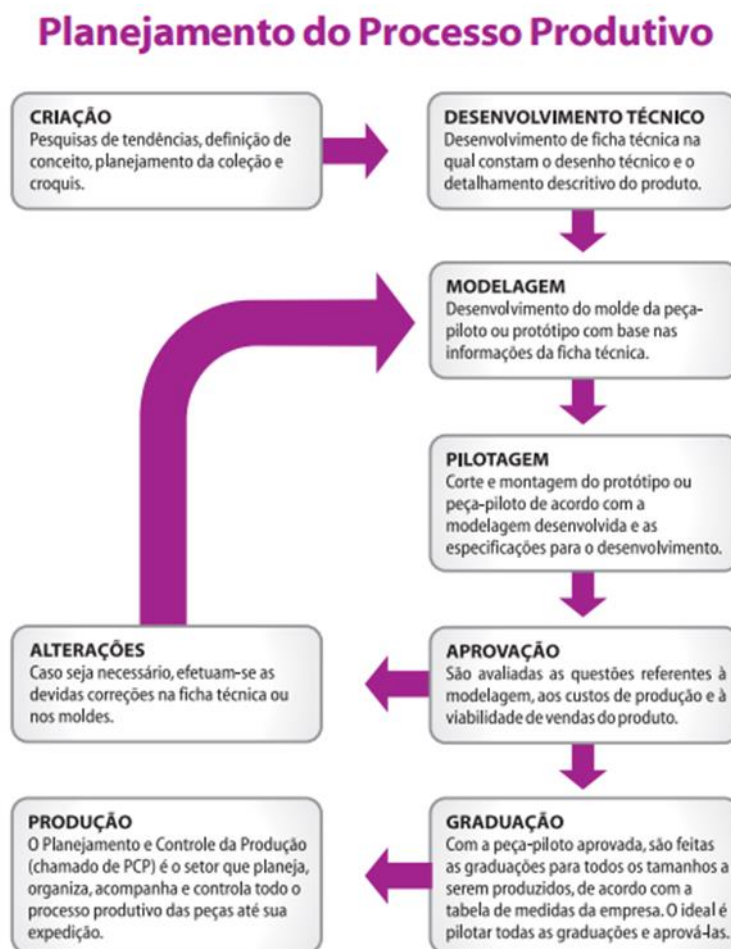 Planejamento do Processo Produtivo
CRIAÇÃO
Pesquisas de tendências, definição de
conceito, planejamento da coleção e
croquis.
DESENVOLVIMENTO TÉCNICO
Desenvolvimento de ficha técnica na
qual constam o desenho técnico e o
detalhamento descritivo do produto.
MODELAGEM
Desenvolvimento do molde da peça-
piloto ou protótipo com base nas
informações da ficha técnica.
PILOTAGEM
Corte e montagem do protótipo ou
peça-piloto de acordo com a
modelagem desenvolvida e as
especificações para o desenvolvimento.
APROVAÇÃO
São avaliadas as questões referentes à
modelagem, aos custos de produção e à
viabilidade de vendas do produto.
ALTERAÇÕES
Caso seja necessário, efetuam-se as
devidas correções na ficha técnica ou
nos moldes.
GRADUAÇÃO
Com a peça-piloto aprovada, são feitas
as graduações para todos os tamanhos a
serem produzidos, de acordo com a
tabela de medidas da empresa. O ideal é
pilotar todas as graduações e aprová-las.
PRODUÇÃO
O Planejamento e Controle da Produção
(chamado de PCP) é o setor que planeja,
organiza, acompanha e controla todo o
processo produtivo das peças até sua
expedição.